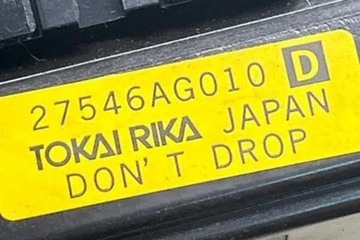 27546AG010 D
TOKAI RIKA JAPAN
DON'T DROP